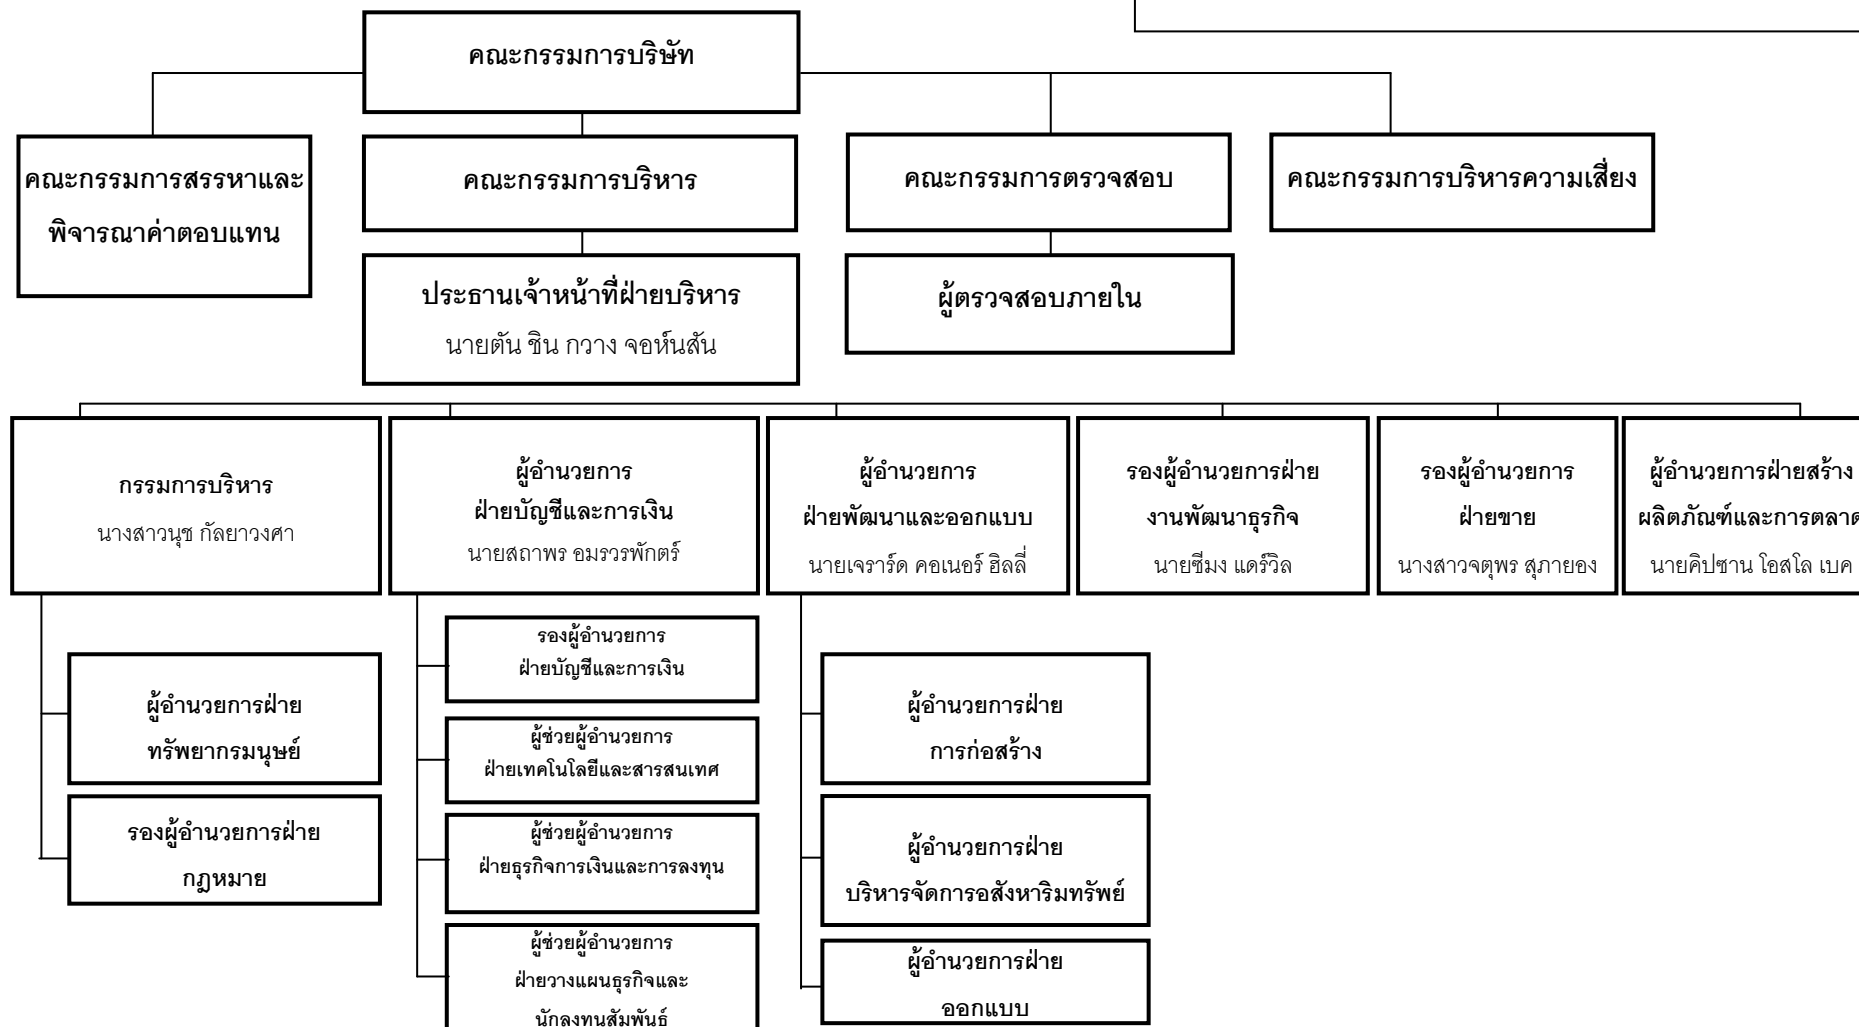 คณะกรรมการบริษัท
คณะกรรมการสรรหาและ
พิจารณาค่าตอบแทน
คณะกรรมการบริหาร
คณะกรรมการตรวจสอบ
คณะกรรมการบริหารความเสี่ยง
ประธานเจ้าหน้าที่ฝ่ายบริหาร
นายตัน ชิน กวาง จอห์นสัน
ผู้ตรวจสอบภายใน
กรรมการบริหาร
นางสาวนุช กัลยาวงศา
ผู้อำนวยการ
ฝ่ายบัญชีและการเงิน
นายสถาพร อมรวรพักตร์
ผู้อำนวยการ
ฝ่ายพัฒนาและออกแบบ
นายเจราร์ด คอเนอร์ ฮิลลี่
รองผู้อำนวยการฝ่าย
งานพัฒนาธุรกิจ
นายซีมง แดร์วิล
รองผู้อำนวยการ
ฝ่ายขาย
นางสาวจตุพร สุภายอง
ผู้อำนวยการฝ่ายสร้าง
ผลิตภัณฑ์และการตลาด
นายคิปซาน โอสโล เบค
ผู้อำนวยการฝ่าย
ทรัพยากรมนุษย์
รองผู้อำนวยการฝ่าย
กฎหมาย
รองผู้อำนวยการ
ฝ่ายบัญชีและการเงิน
ผู้ช่วยผู้อำนวยการ
ฝ่ายเทคโนโลยีและสารสนเทศ
ผู้ช่วยผู้อำนวยการ
ฝ่ายธุรกิจการเงินและการลงทุน
ผู้ช่วยผู้อำนวยการ
ฝ่ายวางแผนธุรกิจและ
นักลงทุนสัมพันธ์
ผู้อำนวยการฝ่าย
การก่อสร้าง
ผู้อำนวยการฝ่าย
บริหารจัดการอสังหาริมทรัพย์
ผู้อำนวยการฝ่าย
ออกแบบ